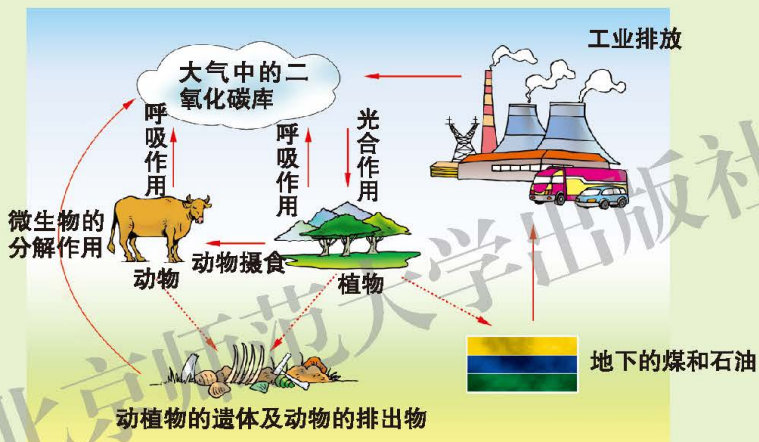 工业排放
大气中的二
氧化碳库
呼吸作用
呼吸作用
光合作用
微生物的
分解作用
动物
动物摄食
植物
地下的煤和石油
动植物的遗体及动物的排出物
北京师范大学出版社